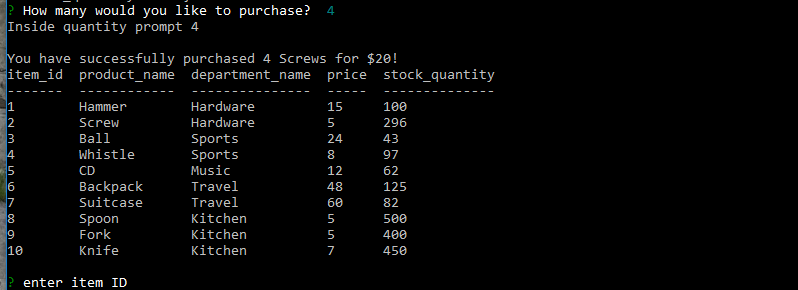 ? How many would you like to purchase? 4
Inside quantity prompt 4
You have successfully purchased 4 Screws for $20!
item_id product_name department_name price stock_quantity
------- ------------ --------------- ----- --------------
1 Hammer Hardware 15 100
2 Screw Hardware 5 296
3 Ball Sports 24 43
4 Whistle Sports 8 97
5 CD Music 12 62
6 Backpack Travel 48 125
7 Suitcase Travel 60 82
8 Spoon Kitchen 5 500
9 Fork Kitchen 5 400
10 Knife Kitchen 7 450
? enter item ID